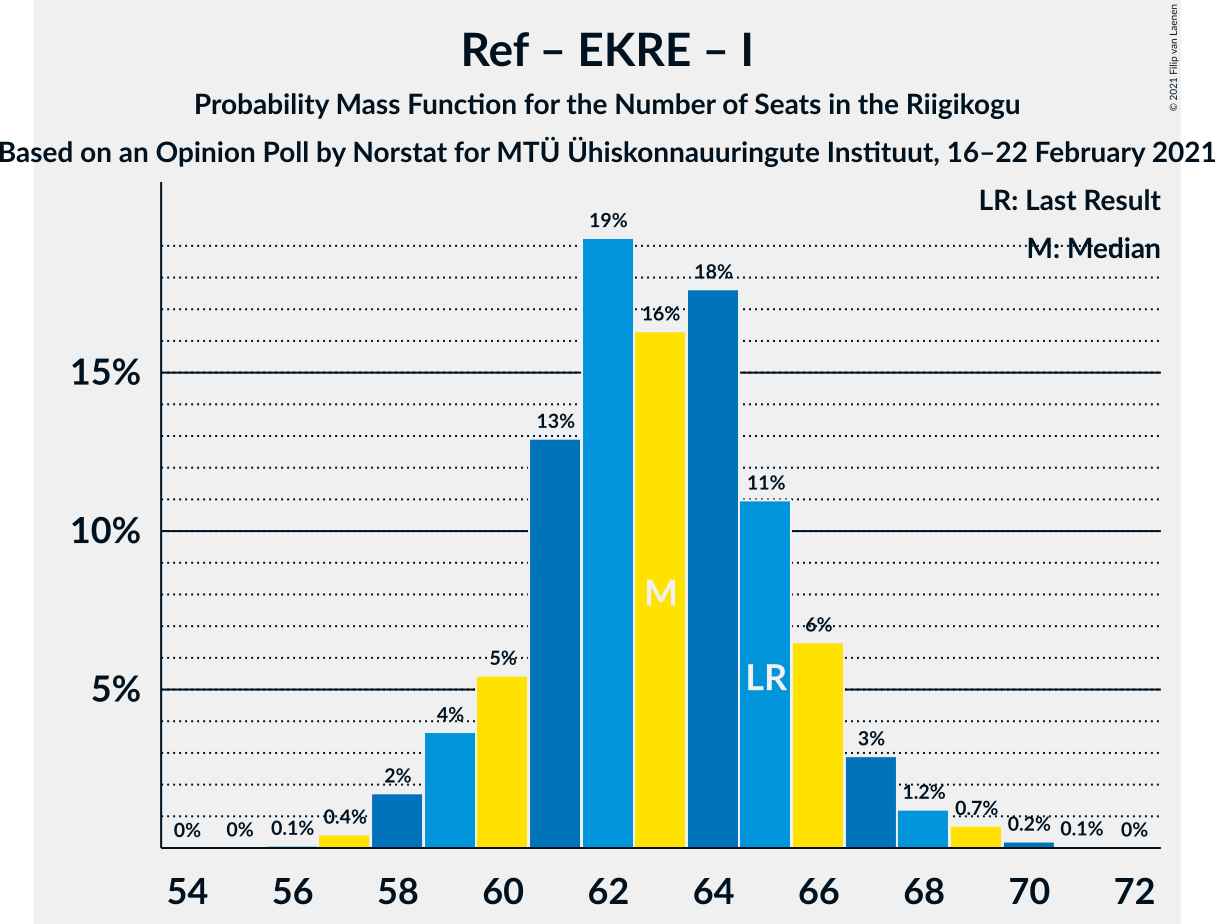 Ref – EKRE – I
Probability Mass Function for the Number of Seats in the Riigikogu
Based on an Opinion Poll by Norstat for MTÜ Ühiskonnauuringute Instituut, 16–22 February 2021
© 2021 Filip van Laenen
LR: Last Result
M: Median
15%
10%
5%
0%
0%
0.1%
0.4%
2%
4%
5%
13%
19%
16%
18%
11%
6%
3%
1.2%
0.7%
0.2%
0.1%
0%
M
LR
54 56 58 60 62 64 66 68 70 72